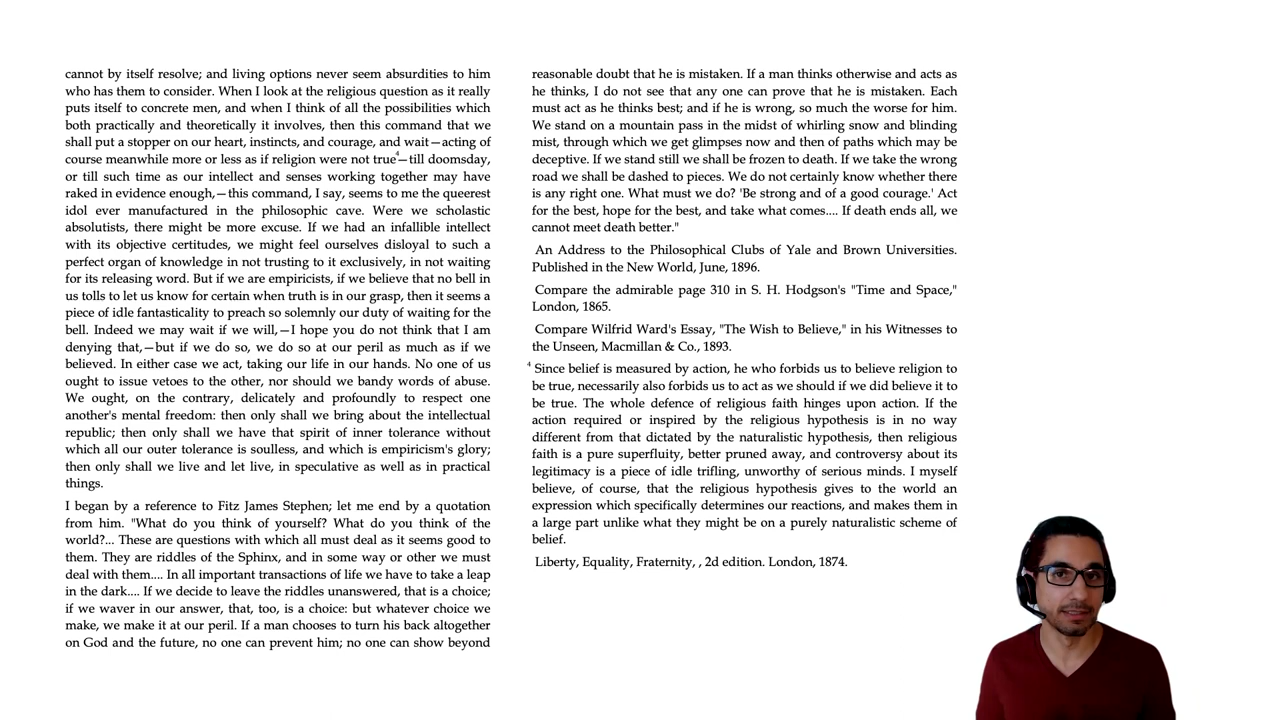 cannot by itself resolve; and living options never seem absurdities to him
who has them to consider. When I look at the religious question as it really
puts itself to concrete men, and when I think of all the possibilities which
both practically and theoretically it involves, then this command that we
shall put a stopper on our heart, instincts, and courage, and wait—acting of
course meanwhile more or less as if religion were not true⁴—till doomsday,
or till such time as our intellect and senses working together may have
raked in evidence enough,—this command, I say, seems to me the queerest
idol ever manufactured in the philosophic cave. Were we scholastic
absolutists, there might be more excuse. If we had an infallible intellect
with its objective certitudes, we might feel ourselves disloyal to such a
perfect organ of knowledge in not trusting to it exclusively, in not waiting
for its releasing word. But if we are empiricists, if we believe that no bell in
us tolls to let us know for certain when truth is in our grasp, then it seems a
piece of idle fantasticality to preach so solemnly our duty of waiting for the
bell. Indeed we may wait if we will,—I hope you do not think that I am
denying that,—but if we do so, we do so at our peril as much as if we
believed. In either case we act, taking our life in our hands. No one of us
ought to issue vetoes to the other, nor should we bandy words of abuse.
We ought, on the contrary, delicately and profoundly to respect one
another's mental freedom: then only shall we bring about the intellectual
republic; then only shall we have that spirit of inner tolerance without
which all our outer tolerance is soulless, and which is empiricism's glory;
then only shall we live and let live, in speculative as well as in practical
things.
I began by a reference to Fitz James Stephen; let me end by a quotation
from him. "What do you think of yourself? What do you think of the
world?... These are questions with which all must deal as it seems good to
them. They are riddles of the Sphinx, and in some way or other we must
deal with them.... In all important transactions of life we have to take a leap
in the dark.... If we decide to leave the riddles unanswered, that is a choice;
if we waver in our answer, that, too, is a choice: but whatever choice we
make, we make it at our peril. If a man chooses to turn his back altogether
on God and the future, no one can prevent him; no one can show beyond
reasonable doubt that he is mistaken. If a man thinks otherwise and acts as
he thinks, I do not see that any one can prove that he is mistaken. Each
must act as he thinks best; and if he is wrong, so much the worse for him.
We stand on a mountain pass in the midst of whirling snow and blinding
mist, through which we get glimpses now and then of paths which may be
deceptive. If we stand still we shall be frozen to death. If we take the wrong
road we shall be dashed to pieces. We do not certainly know whether there
is any right one. What must we do? 'Be strong and of a good courage.' Act
for the best, hope for the best, and take what comes.... If death ends all, we
cannot meet death better."
An Address to the Philosophical Clubs of Yale and Brown Universities.
Published in the New World, June, 1896.
Compare the admirable page 310 in S. H. Hodgson's "Time and Space,"
London, 1865.
Compare Wilfrid Ward's Essay, "The Wish to Believe," in his Witnesses to
the Unseen, Macmillan & Co., 1893.
⁴ Since belief is measured by action, he who forbids us to believe religion to
be true, necessarily also forbids us to act as we should if we did believe it to
be true. The whole defence of religious faith hinges upon action. If the
action required or inspired by the religious hypothesis is in no way
different from that dictated by the naturalistic hypothesis, then religious
faith is a pure superfluity, better pruned away, and controversy about its
legitimacy is a piece of idle trifling, unworthy of serious minds. I myself
believe, of course, that the religious hypothesis gives to the world an
expression which specifically determines our reactions, and makes them in
a large part unlike what they might be on a purely naturalistic scheme of
belief.
Liberty, Equality, Fraternity, , 2d edition. London, 1874.